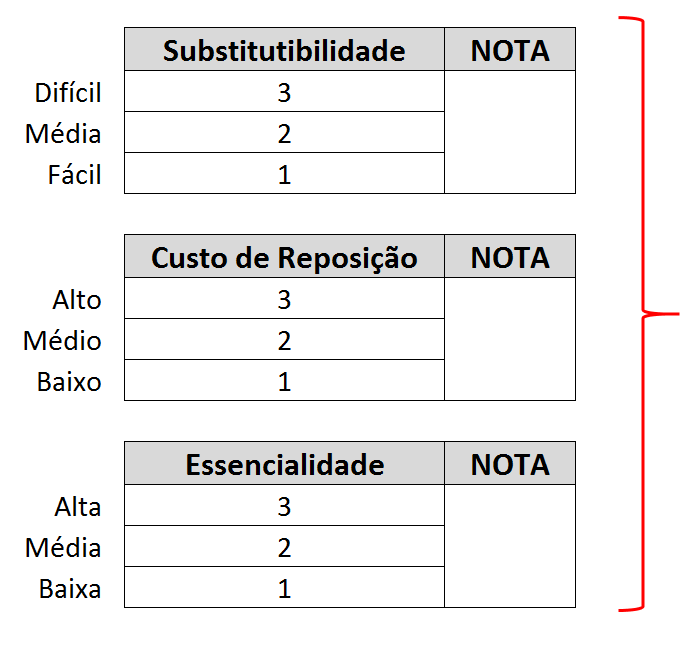 Substitutibilidade NOTA
Difícil 3
Média 2
Fácil 1
Custo de Reposição NOTA
Alto 3
Médio 2
Baixo 1
Essencialidade NOTA
Alta 3
Média 2
Baixa 1